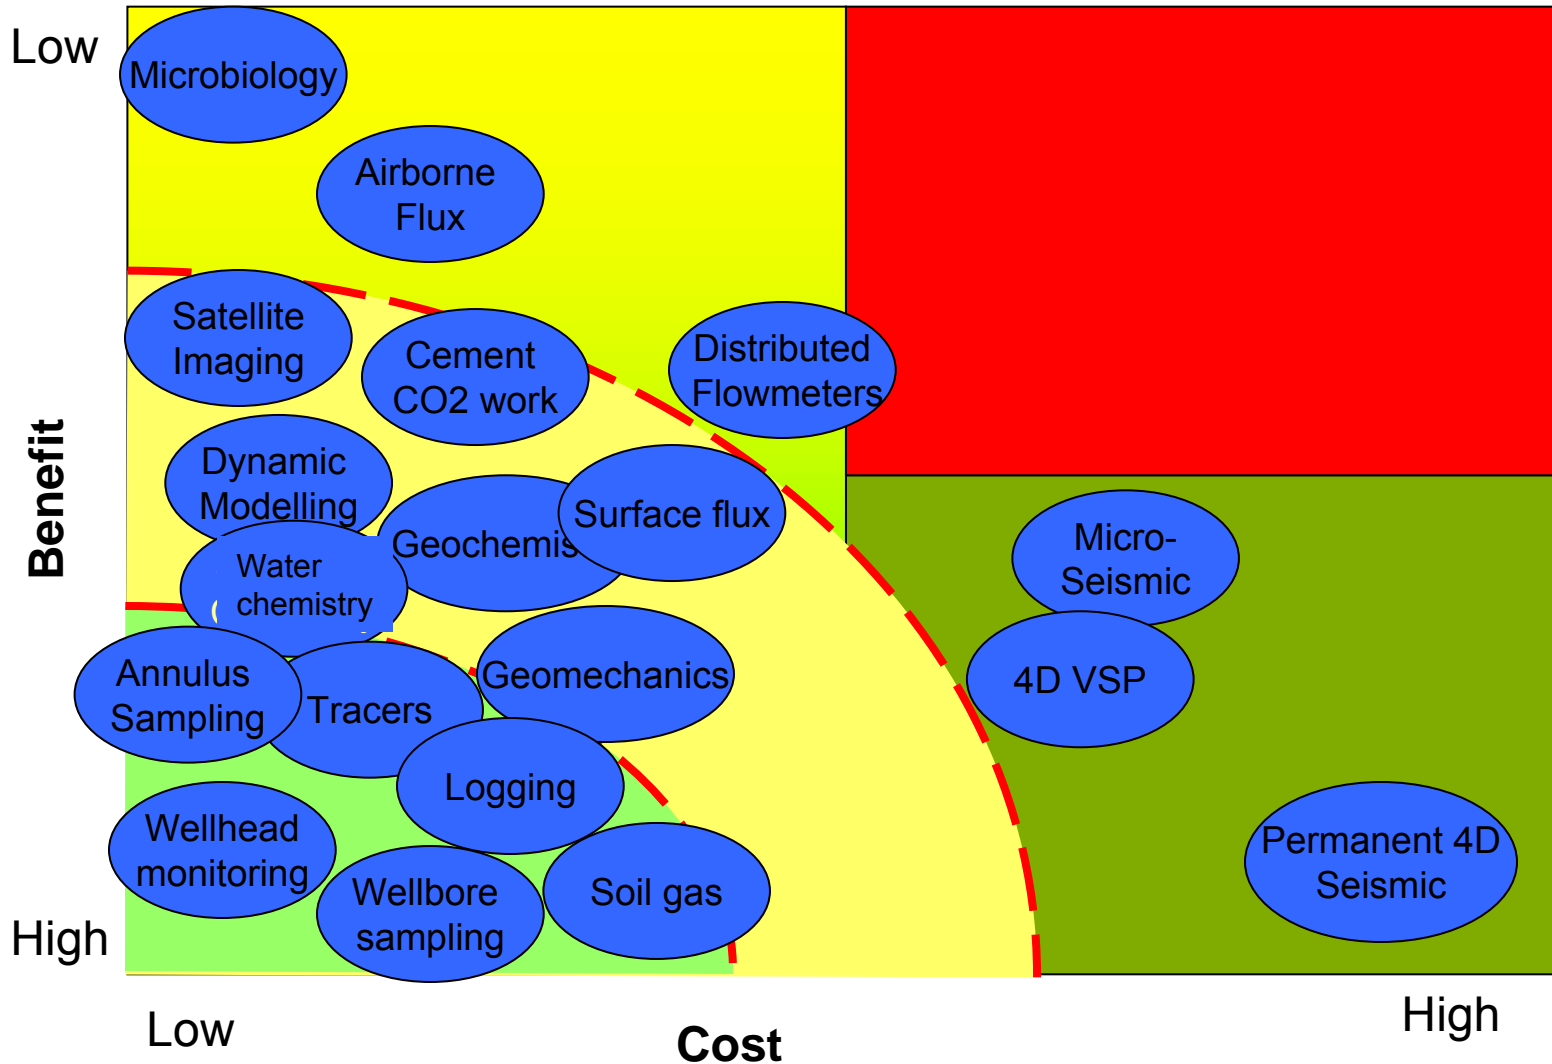 Low
Microbiology
Airborne
Flux
Satellite
Imaging
Cement
CO2 work
Distributed
Flowmeters
Benefit
Dynamic
Modelling
Geochemis
Surface flux
Micro-
Seismic
Water
chemistry
Annulus
Sampling
Tracers
Geomechanics
4D VSP
Logging
Wellhead
monitoring
Wellbore
sampling
Soil gas
Permanent 4D
Seismic
High
Low
Cost
High